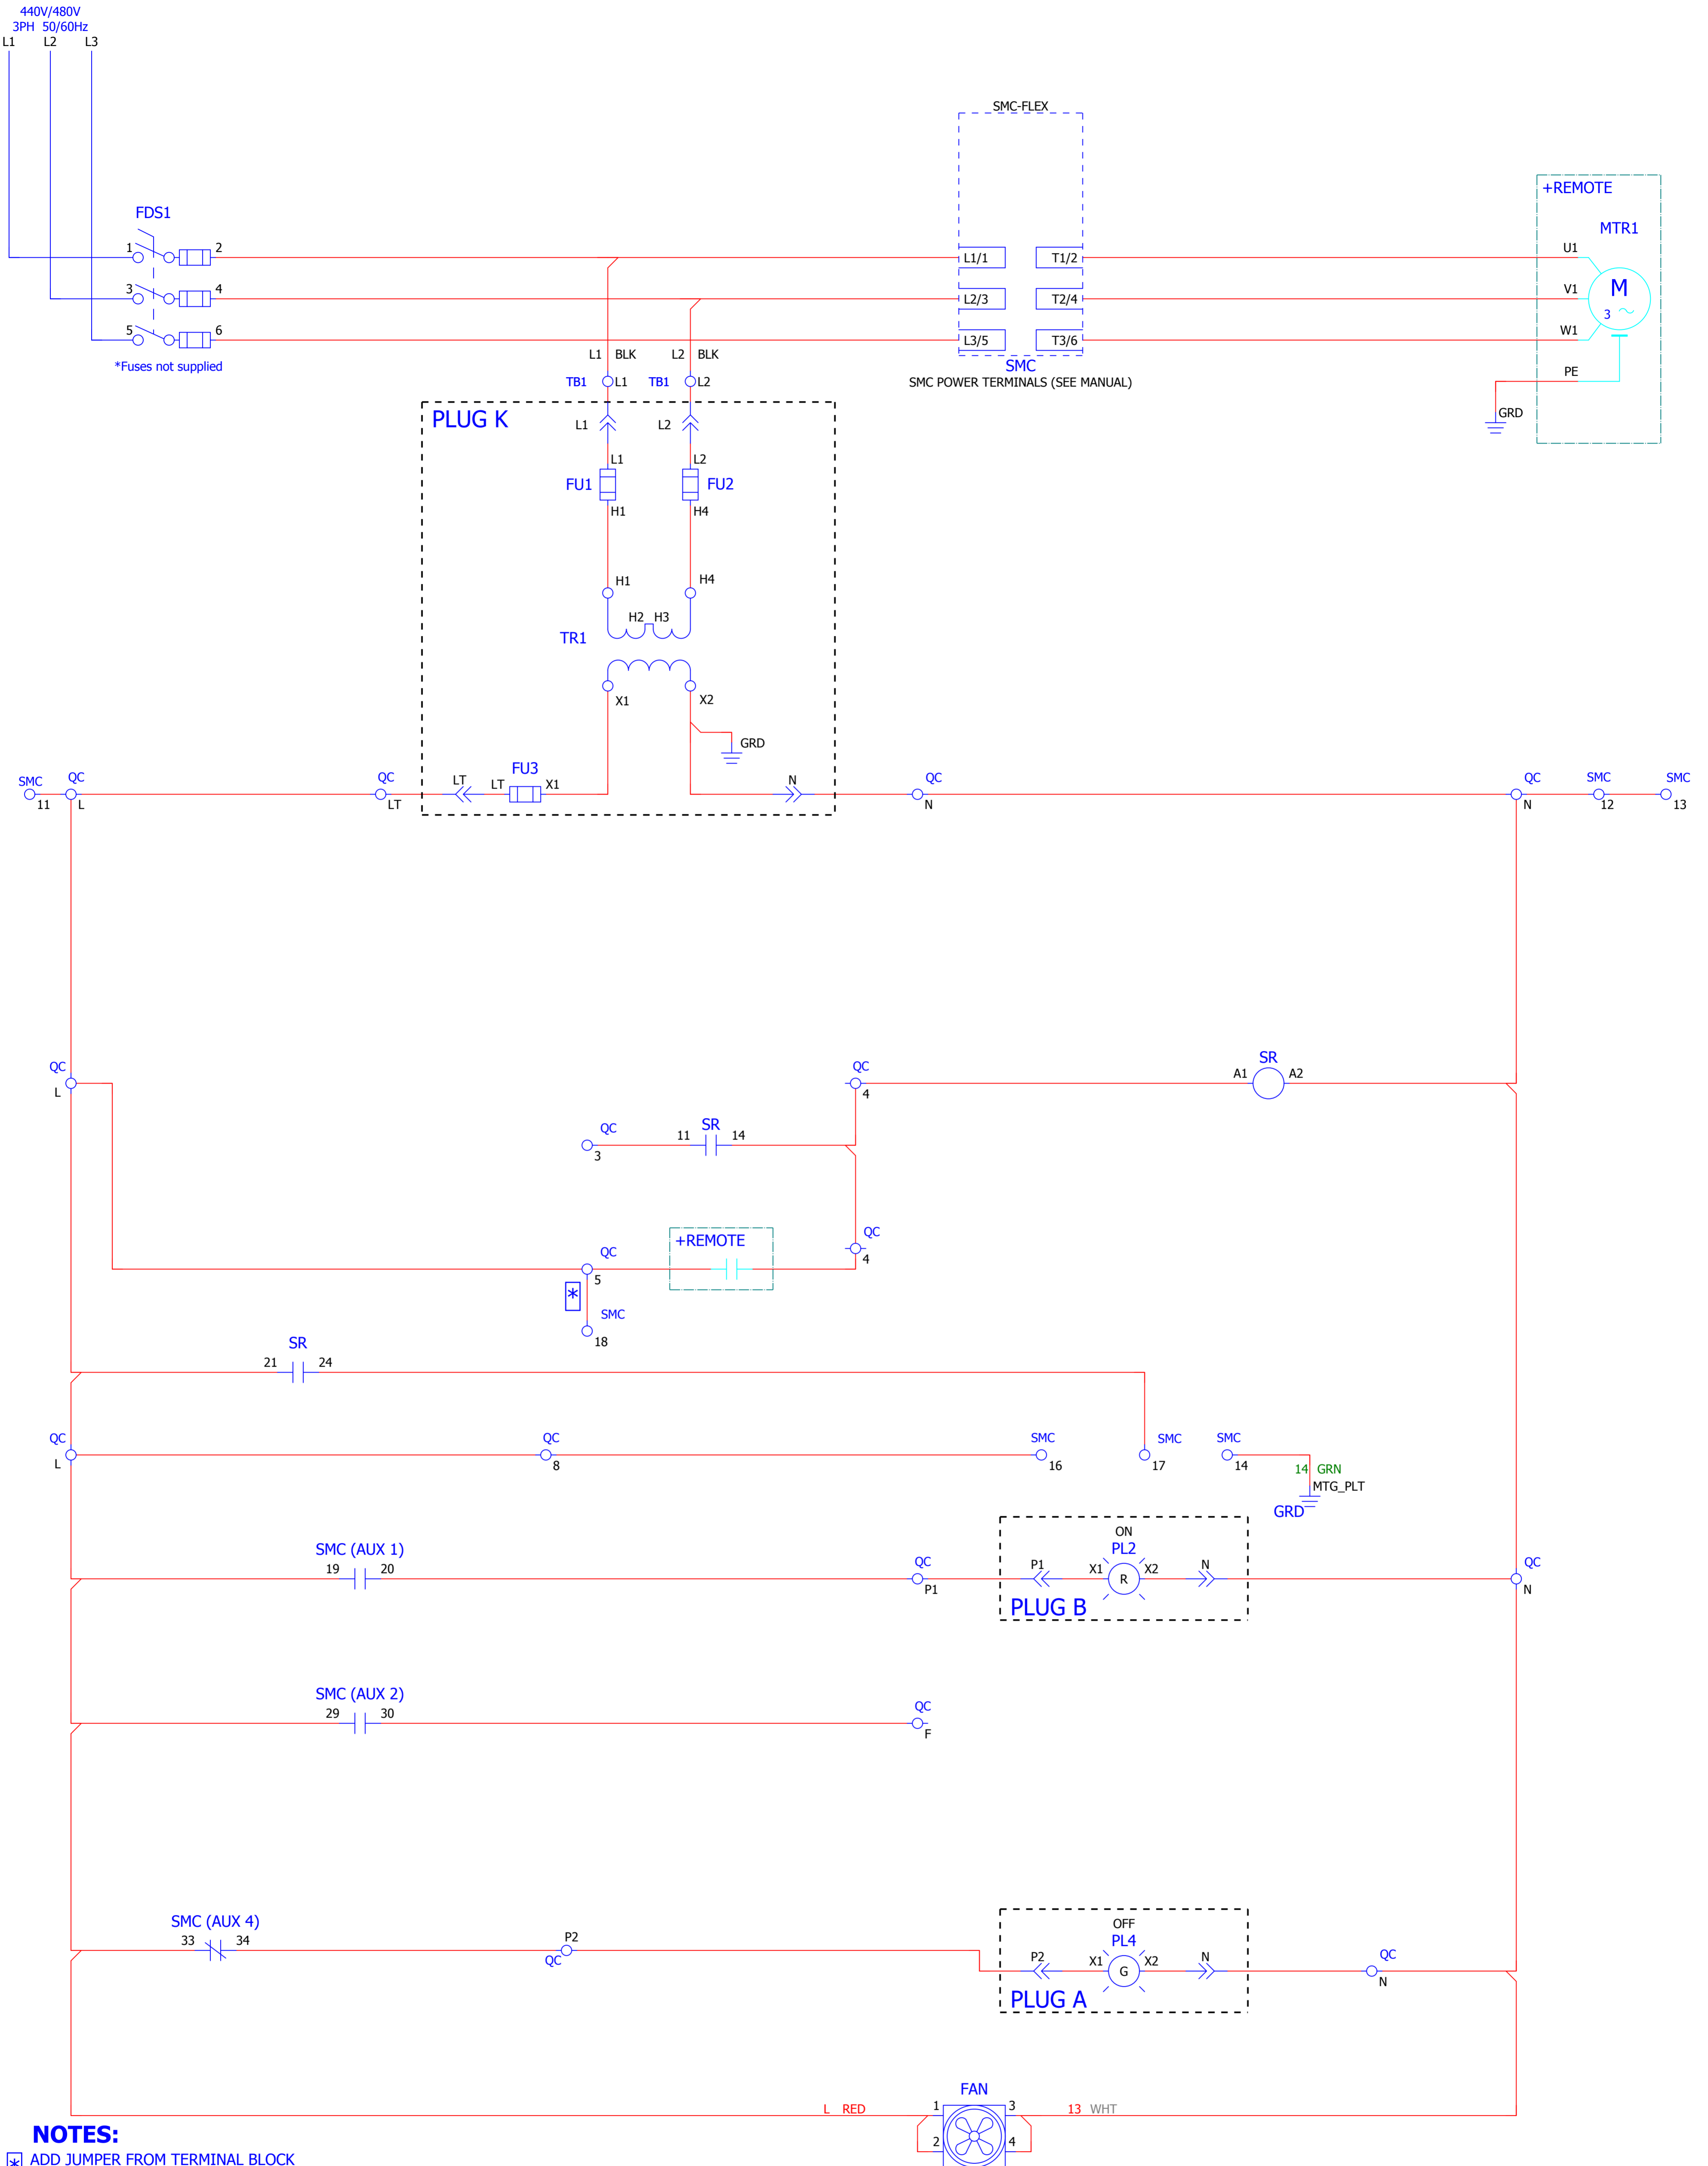 440V/480V
3PH 50/60Hz
L1 L2 L3
SMC-FLEX
+REMOTE
MTR1
FDS1
1 2 L1/1 T1/2 U1
3 4 L2/3 T2/4 V1
M
3
5 6 L3/5 T3/6 W1
*Fuses not supplied
L1 BLK L2 BLK
SMC
SMC POWER TERMINALS (SEE MANUAL)
PE
TB1 L1 TB1 L2
GRD
PLUG K
L1 L2
L1 L2
FU1 FU2
H1 H4
H1 H4
H2 H3
TR1
X1 X2
GRD
SMC QC QC LT LT FU3 X1 N QC QC SMC SMC
11 L LT N N 12 13
QC QC SR
L 4 A1 A2
QC 11 SR 14
3
+REMOTE QC
QC 4
5
*
SMC
18
SR
21 24
QC QC SMC SMC SMC
L 8 16 17 14
14 GRN
MTG_PLT
GRD
ON
SMC (AUX 1) PL2
19 20 QC P1 X1 R X2 N QC
P1 N
PLUG B
SMC (AUX 2)
29 30 QC
F
SMC (AUX 4) OFF
33 34 P2 PL4
QC P2 X1 G X2 N QC
N
PLUG A
FAN
L RED 1 3 13 WHT
2 4
NOTES:
* ADD JUMPER FROM TERMINAL BLOCK